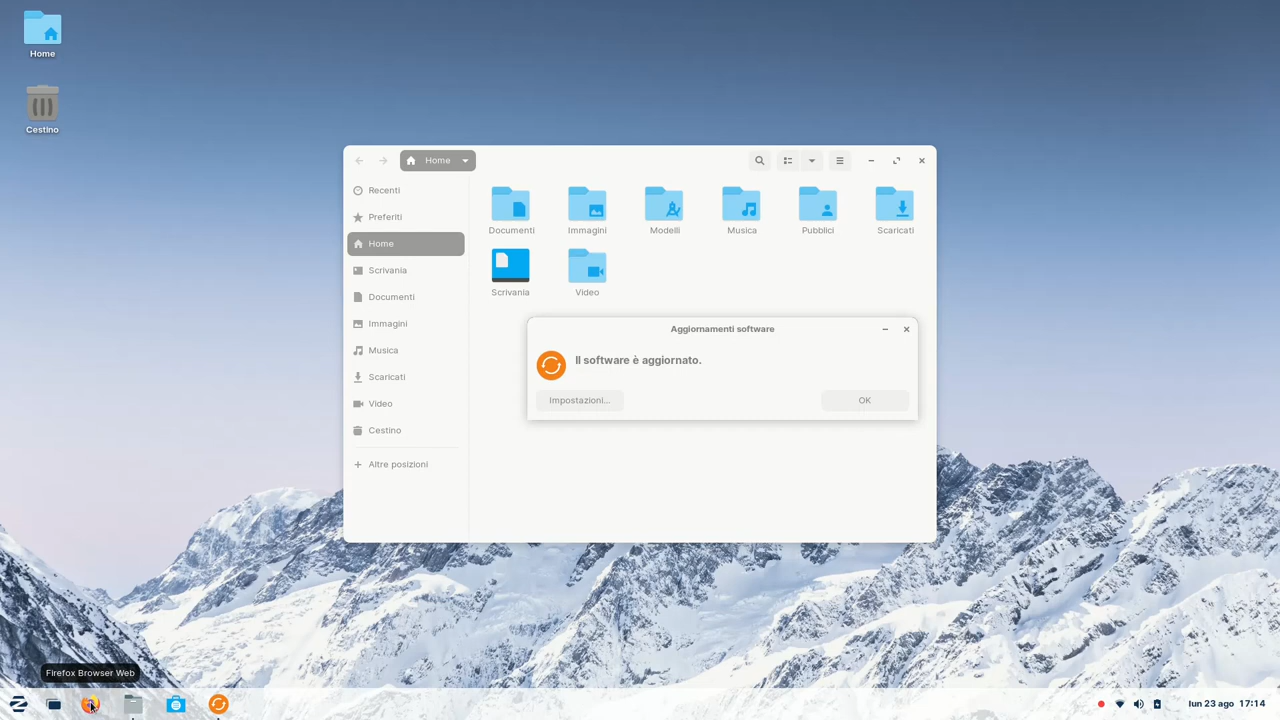 Home
Cestino
Home
Recenti
Preferiti
Home
Scrivania
Documenti
Immagini
Musica
Scaricati
Video
Cestino
Altre posizioni
Documenti
Immagini
Modelli
Musica
Pubblici
Scaricati
Scrivania
Video
Aggiornamenti software
Il software è aggiornato.
Impostazioni...
OK
Firefox Browser Web
lun 23 ago 17:14